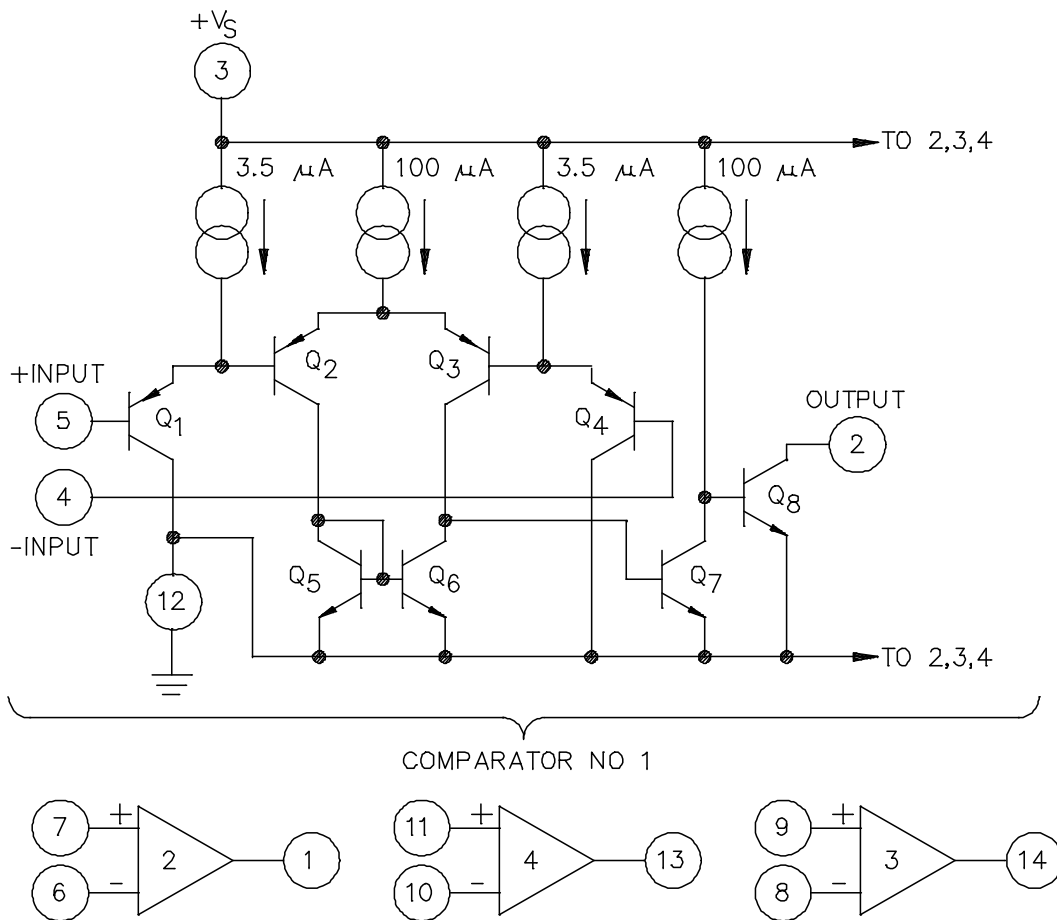 +VS
3
TO 2,3,4
3.5 µA 100 µA 3.5 µA 100 µA
Q2 Q3
+INPUT
5
Q1
Q4
OUTPUT
2
4
-INPUT
Q8
Q5 Q6 Q7
12
TO 2,3,4
COMPARATOR NO 1
7 + 11 + 9 +
2 1 4 13 3 14
6 - 10 - 8 -